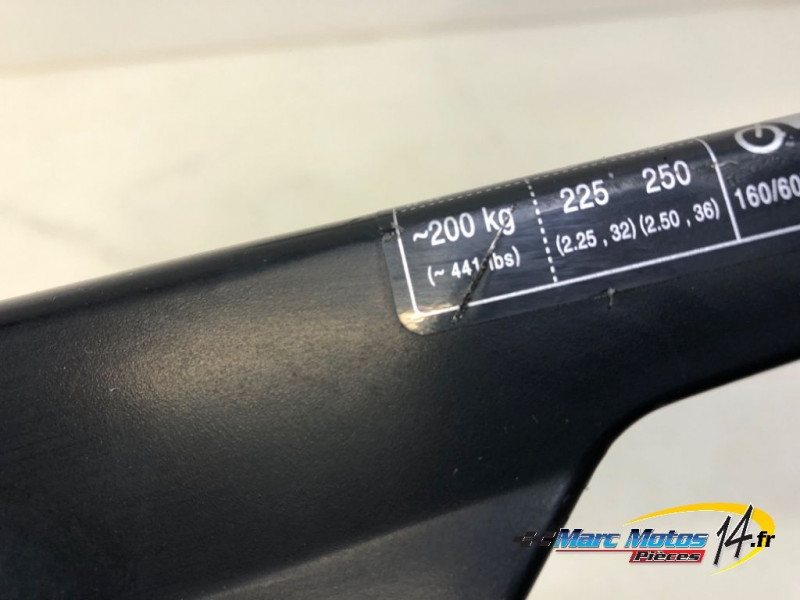 ~200 kg
(~ 441 lbs)
225 250
(2.25 , 32) (2.50 , 36)
160/60
Marc Motos 14.fr
Pièces